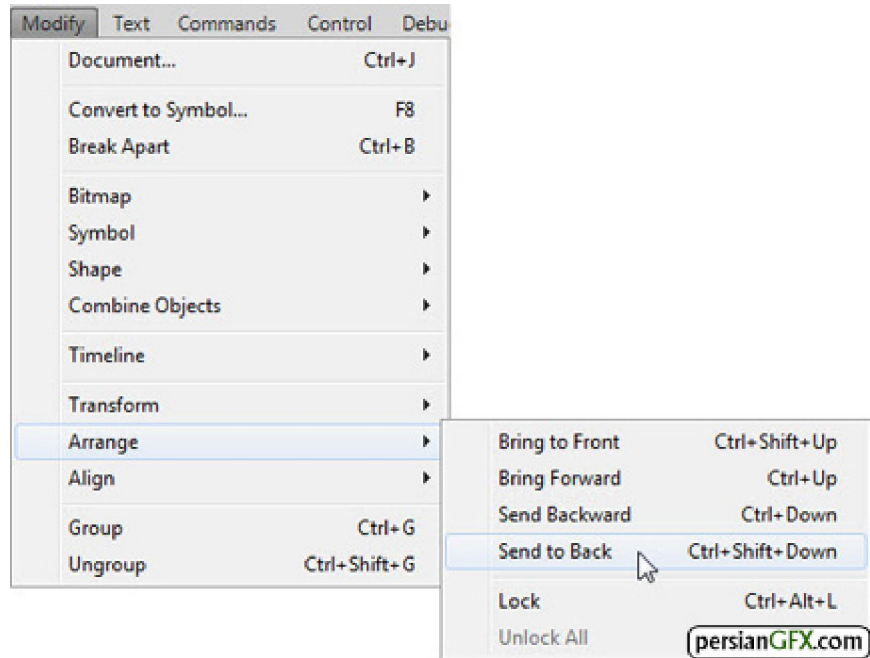 Modify Text Commands Control Debu
Document... Ctrl+J
Convert to Symbol... F8
Break Apart Ctrl+B
Bitmap
Symbol
Shape
Combine Objects
Timeline
Transform
Arrange
Align
Group Ctrl+G
Ungroup Ctrl+Shift+G
Bring to Front Ctrl+Shift+Up
Bring Forward Ctrl+Up
Send Backward Ctrl+Down
Send to Back Ctrl+Shift+Down
Lock Ctrl+Alt+L
Unlock All
persianGFX.com